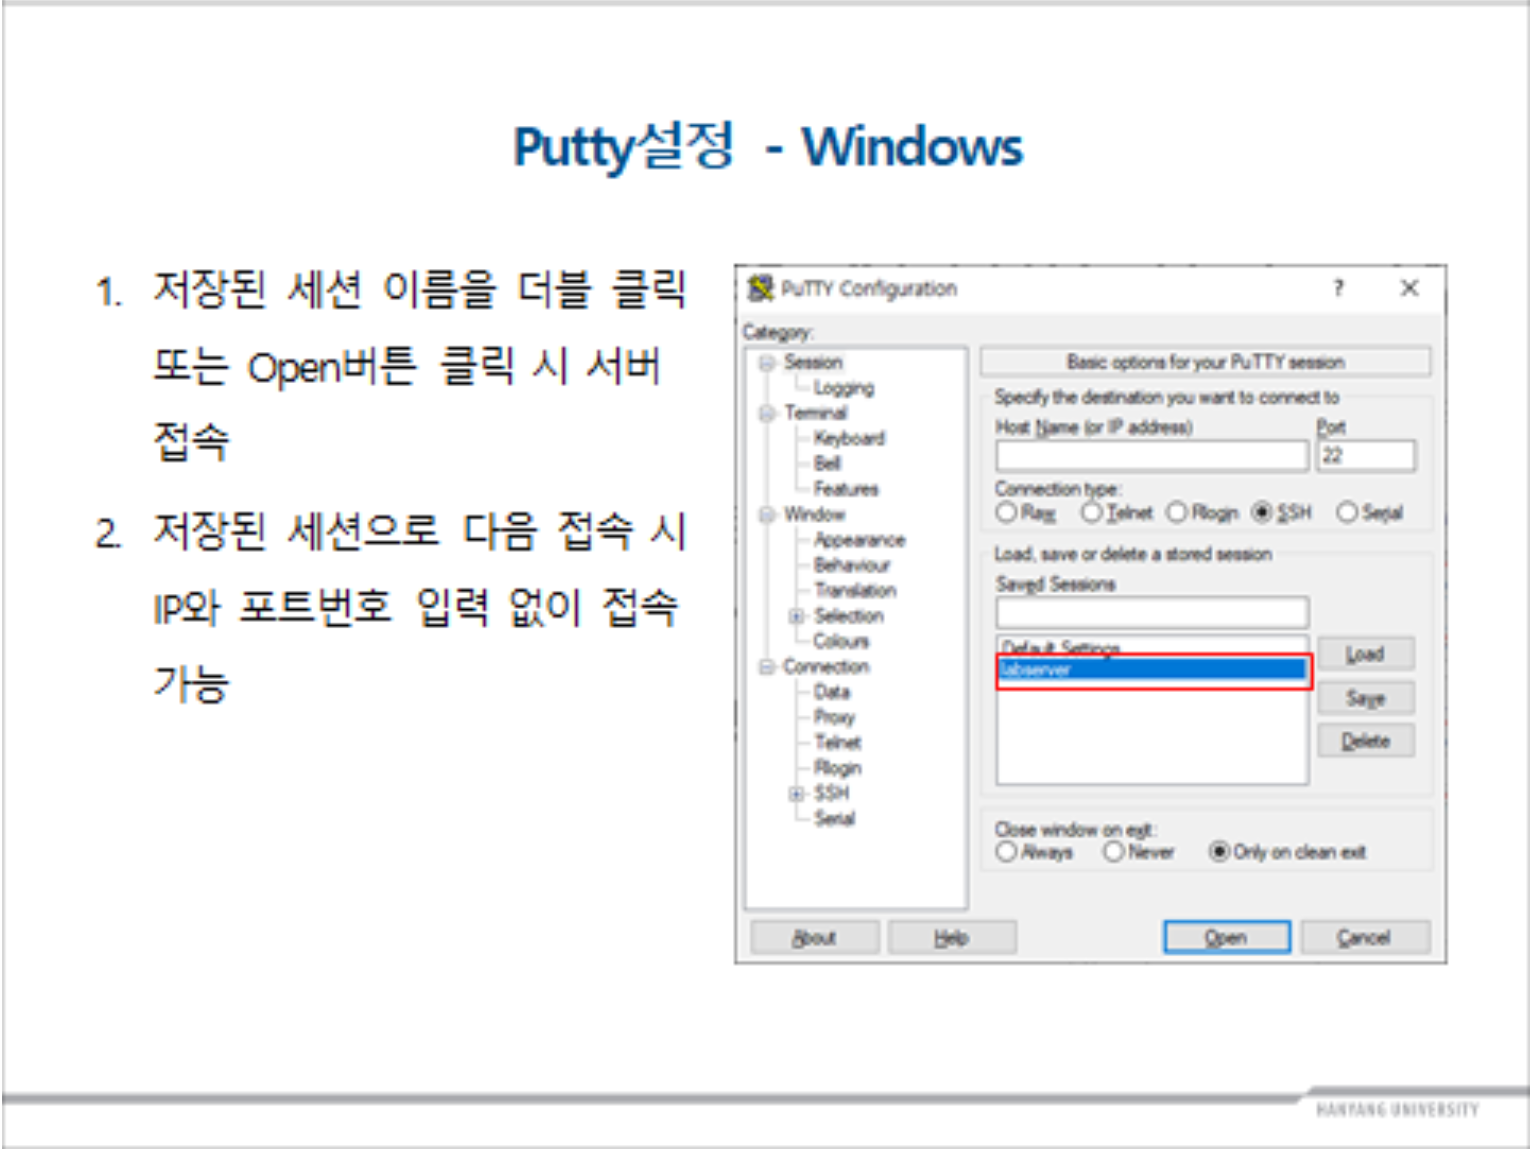 Putty설정 - Windows
1. 저장된 세션 이름을 더블 클릭
또는 Open버튼 클릭 시 서버
접속
2. 저장된 세션으로 다음 접속 시
IP와 포트번호 입력 없이 접속
가능
PuTTY Configuration
Category:
Session
Logging
Terminal
Keyboard
Bell
Features
Window
Appearance
Behaviour
Translation
Selection
Colours
Connection
Data
Proxy
Telnet
Rlogin
SSH
Serial
Basic options for your PuTTY session
Specify the destination you want to connect to
Host Name (or IP address) Port
22
Connection type:
Raw Telnet Rlogin SSH Serial
Load, save or delete a stored session
Saved Sessions
Default Settings
labserver
Load
Save
Delete
Close window on exit:
Always Never Only on clean exit
About Help Open Cancel
HANYANG UNIVERSITY